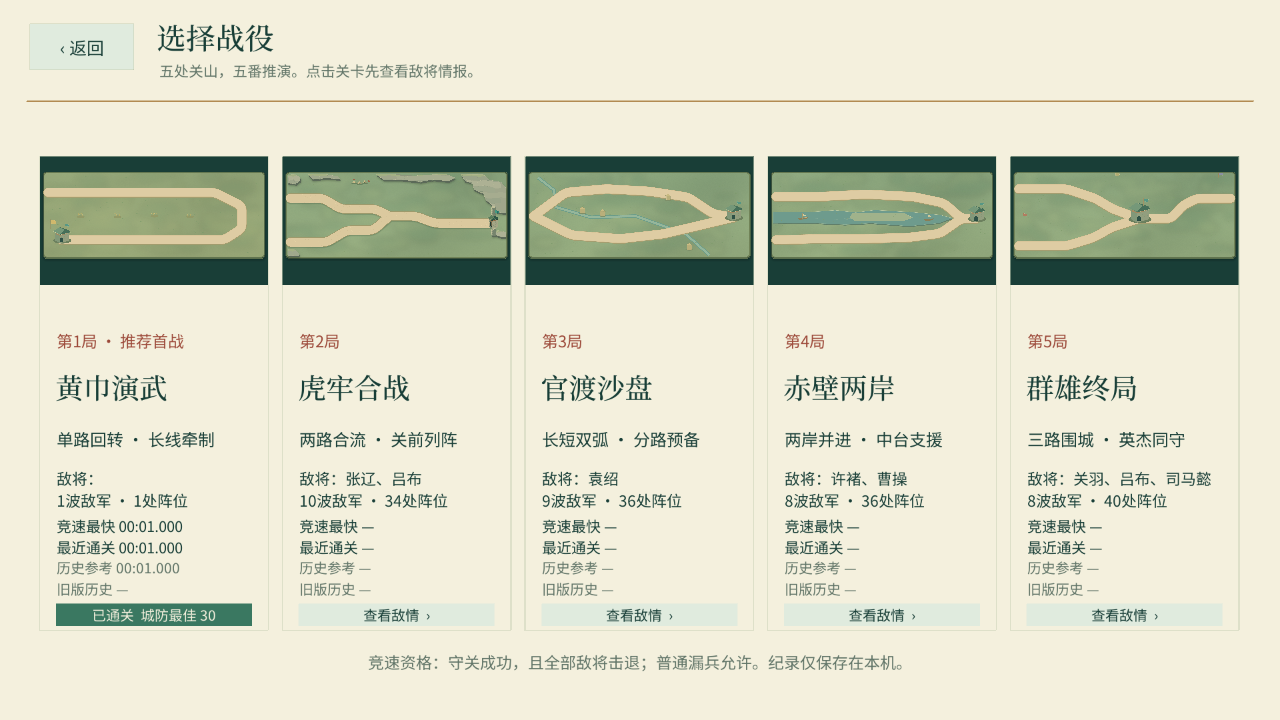 ‹ 返回
选择战役
五处关山，五番推演。点击关卡先查看敌将情报。
第1局 · 推荐首战
黄巾演武
单路回转 · 长线牵制
敌将：
1波敌军 · 1处阵位
竞速最快 00:01.000
最近通关 00:01.000
历史参考 00:01.000
旧版历史 —
已通关 城防最佳 30
第2局
虎牢合战
两路合流 · 关前列阵
敌将：张辽、吕布
10波敌军 · 34处阵位
竞速最快 —
最近通关 —
历史参考 —
旧版历史 —
查看敌情 ›
第3局
官渡沙盘
长短双弧 · 分路预备
敌将：袁绍
9波敌军 · 36处阵位
竞速最快 —
最近通关 —
历史参考 —
旧版历史 —
查看敌情 ›
第4局
赤壁两岸
两岸并进 · 中台支援
敌将：许褚、曹操
8波敌军 · 36处阵位
竞速最快 —
最近通关 —
历史参考 —
旧版历史 —
查看敌情 ›
第5局
群雄终局
三路围城 · 英杰同守
敌将：关羽、吕布、司马懿
8波敌军 · 40处阵位
竞速最快 —
最近通关 —
历史参考 —
旧版历史 —
查看敌情 ›
竞速资格：守关成功，且全部敌将击退；普通漏兵允许。纪录仅保存在本机。